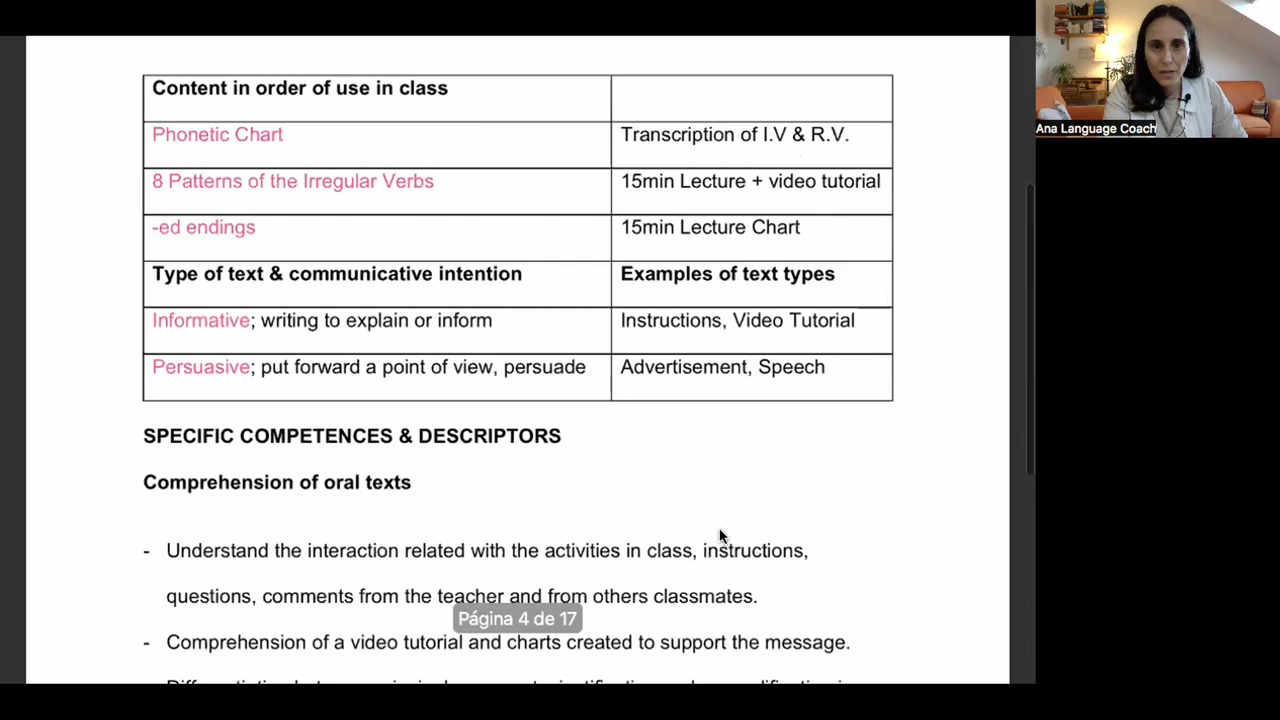 Content in order of use in class
Phonetic Chart Transcription of I.V & R.V.
8 Patterns of the Irregular Verbs 15min Lecture + video tutorial
-ed endings 15min Lecture Chart
Type of text & communicative intention Examples of text types
Informative; writing to explain or inform Instructions, Video Tutorial
Persuasive; put forward a point of view, persuade Advertisement, Speech
SPECIFIC COMPETENCES & DESCRIPTORS
Comprehension of oral texts
- Understand the interaction related with the activities in class, instructions,
questions, comments from the teacher and from others classmates.
Página 4 de 17
- Comprehension of a video tutorial and charts created to support the message.
Ana Language Coach